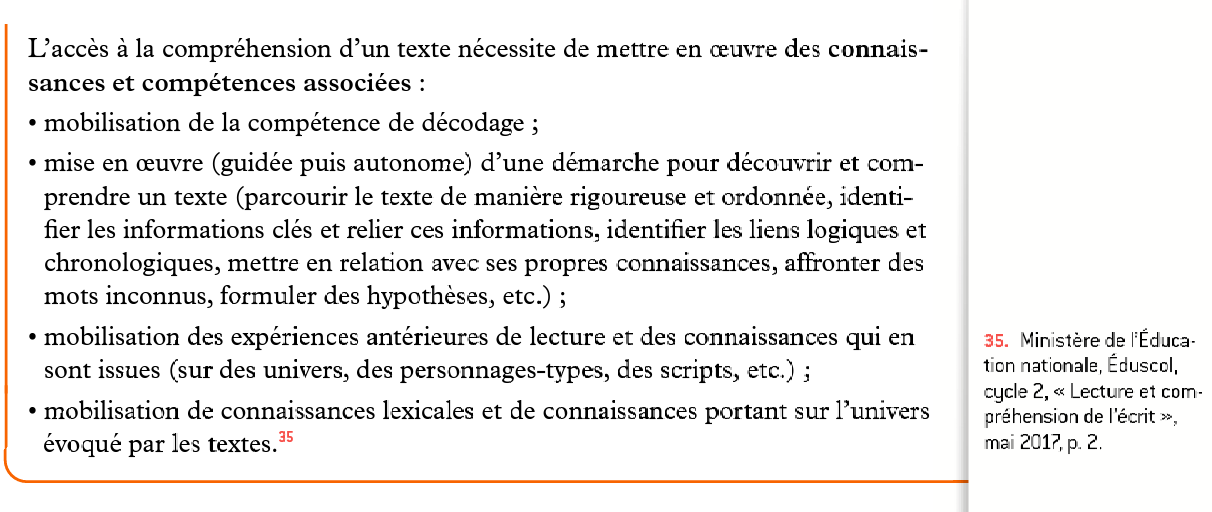 L'accès à la compréhension d'un texte nécessite de mettre en œuvre des connais-
sances et compétences associées :
• mobilisation de la compétence de décodage ;
• mise en œuvre (guidée puis autonome) d'une démarche pour découvrir et com-
prendre un texte (parcourir le texte de manière rigoureuse et ordonnée, identi-
fier les informations clés et relier ces informations, identifier les liens logiques et
chronologiques, mettre en relation avec ses propres connaissances, affronter des
mots inconnus, formuler des hypothèses, etc.) ;
• mobilisation des expériences antérieures de lecture et des connaissances qui en
sont issues (sur des univers, des personnages-types, des scripts, etc.) ;
• mobilisation de connaissances lexicales et de connaissances portant sur l'univers
évoqué par les textes.35
35. Ministère de l'Éduca-
tion nationale, Éduscol,
cycle 2, « Lecture et com-
préhension de l'écrit »,
mai 2017, p. 2.